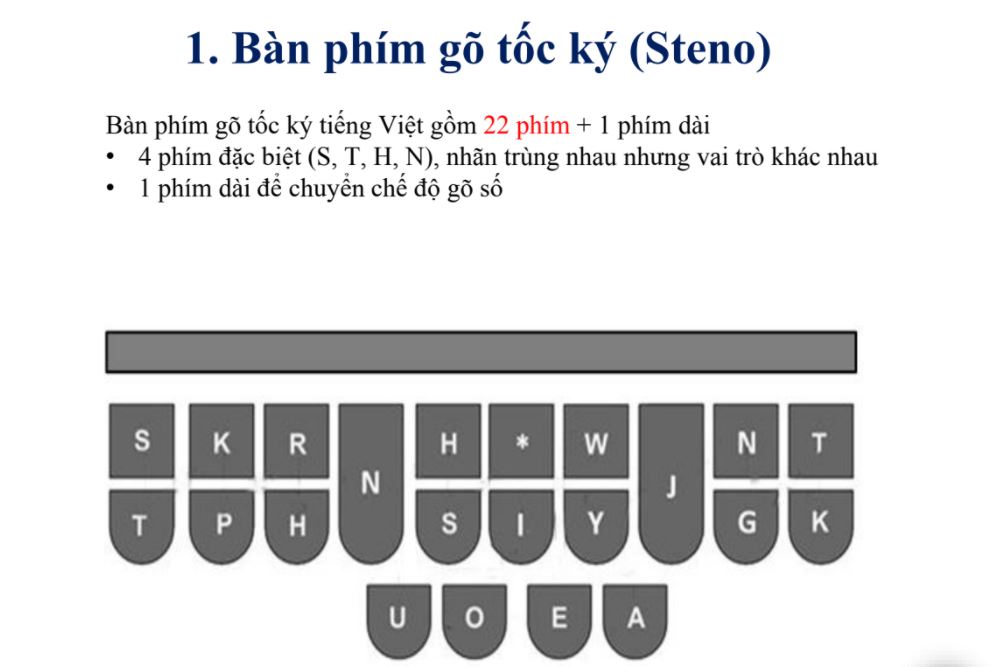 1. Bàn phím gõ tốc ký (Steno)
Bàn phím gõ tốc ký tiếng Việt gồm 22 phím + 1 phím dài
• 4 phím đặc biệt (S, T, H, N), nhãn trùng nhau nhưng vai trò khác nhau
• 1 phím dài để chuyển chế độ gõ số
S K R H * W N T
N J
T P H S I Y G K
U O E A